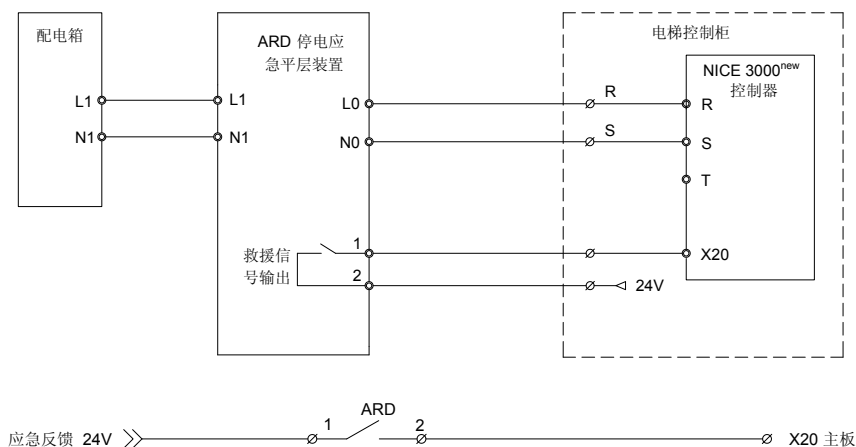 配电箱
L1
N1
ARD 停电应
急平层装置
L1
N1
L0
N0
救援信
号输出
1
2
电梯控制柜
NICE 3000new
控制器
R
S
R
S
T
X20
24V
应急反馈 24V
1
ARD
2
X20 主板